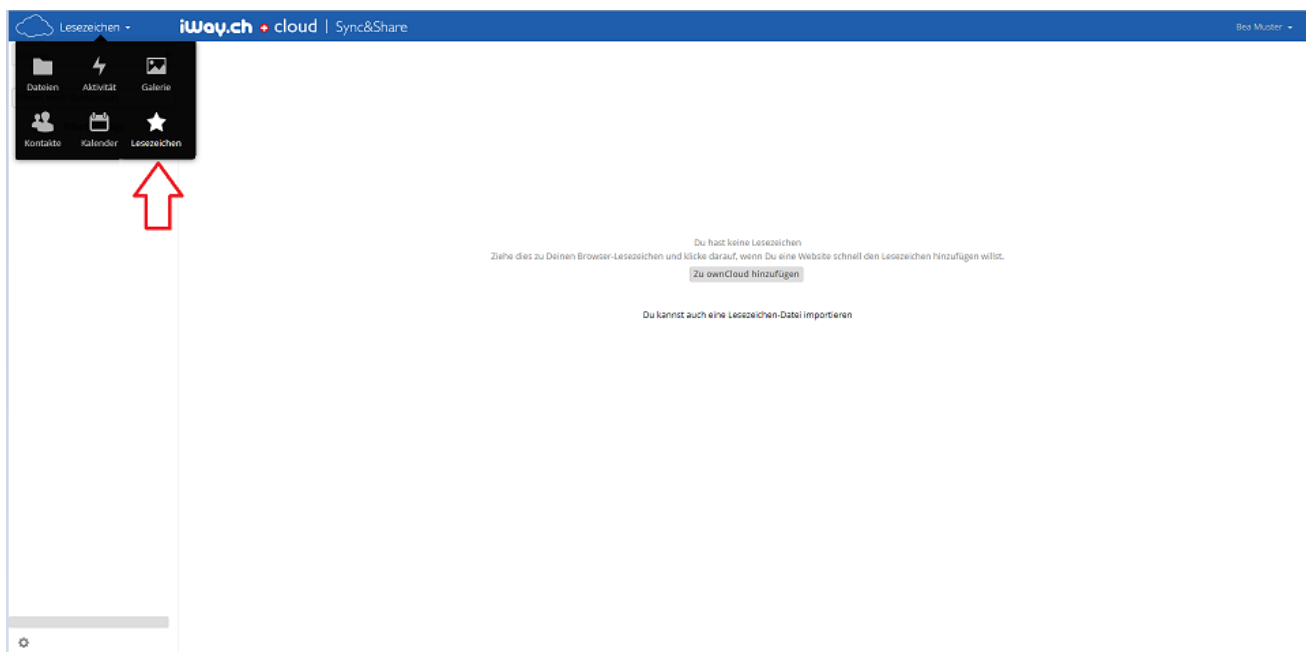 Lesezeichen
iWay.ch cloud | Sync&Share
Bea Muster
Dateien Aktivität Galerie
Kontakte Kalender Lesezeichen
Du hast keine Lesezeichen
Ziehe dies zu Deinen Browser-Lesezeichen und klicke darauf, wenn Du eine Website schnell den Lesezeichen hinzufügen willst.
Zu ownCloud hinzufügen
Du kannst auch eine Lesezeichen-Datei importieren